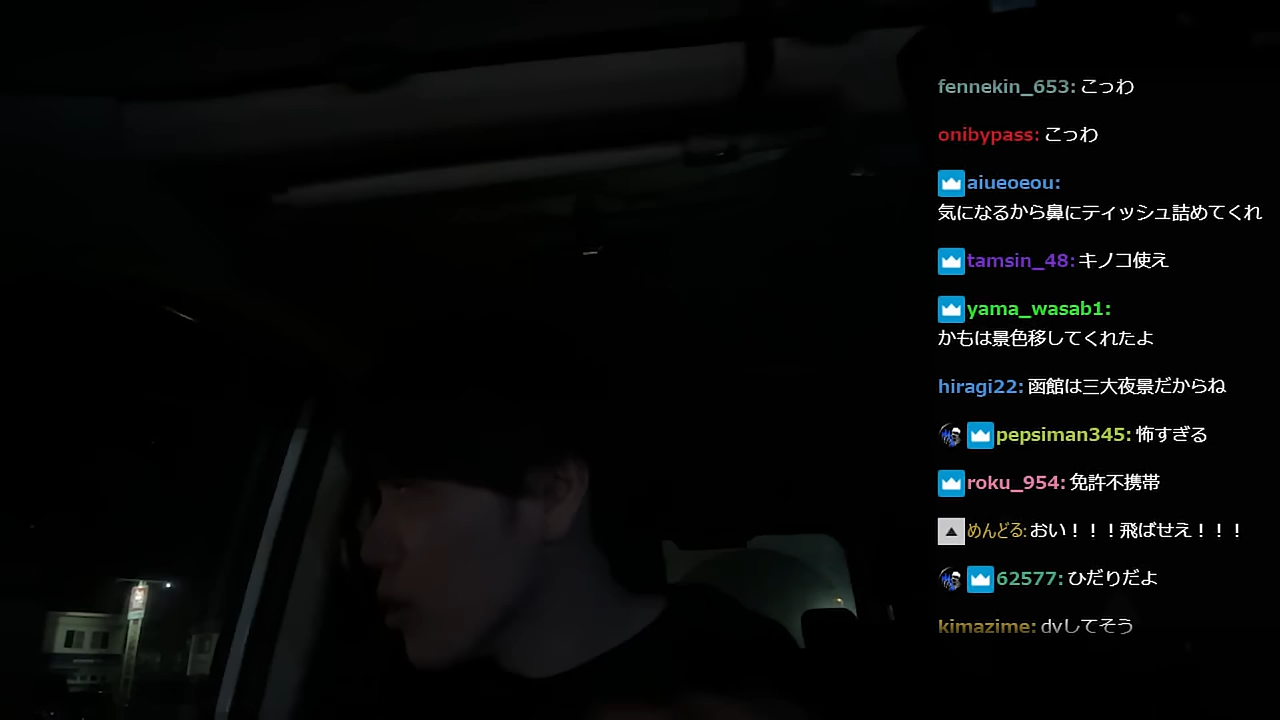 fennekin_653: こっわ
onibypass: こっわ
aiueoeou:
気になるから鼻にティッシュ詰めてくれ
tamsin_48: キノコ使え
yama_wasab1:
かもは景色移してくれたよ
hiragi22: 函館は三大夜景だからね
pepsiman345: 怖すぎる
roku_954: 免許不携帯
めんどる: おい！！！飛ばせえ！！！
62577: ひだりだよ
kimazime: dvしてそう